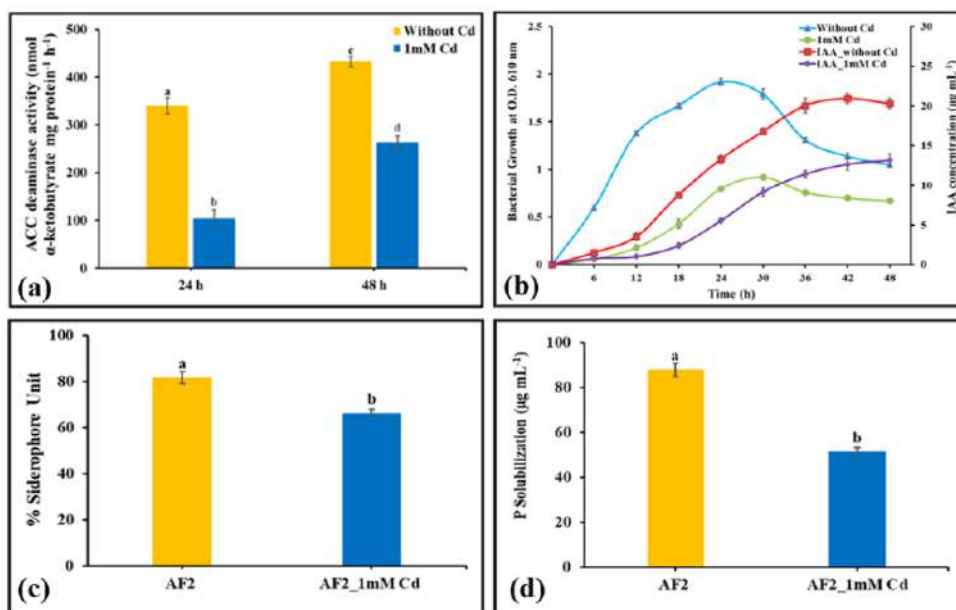 500
400
300
200
100
0
ACC deaminase activity (nmol
α-ketobutyrate mg protein⁻¹ h⁻¹)
Without Cd
1mM Cd
a
b
c
d
24 h
48 h
(a)
Without Cd
1mM Cd
IAA_without Cd
IAA_1mM Cd
2.5
2
1.5
1
0.5
0
Bacterial Growth at O.D. 610 nm
30
25
20
15
10
5
0
IAA concentration (µg mL⁻¹)
6 12 18 24 30 36 42 48
Time (h)
(b)
100
80
60
40
20
0
% Siderophore Unit
a
b
AF2 AF2_1mM Cd
(c)
100
80
60
40
20
0
P Solubilization (µg mL⁻¹)
a
b
AF2 AF2_1mM Cd
(d)